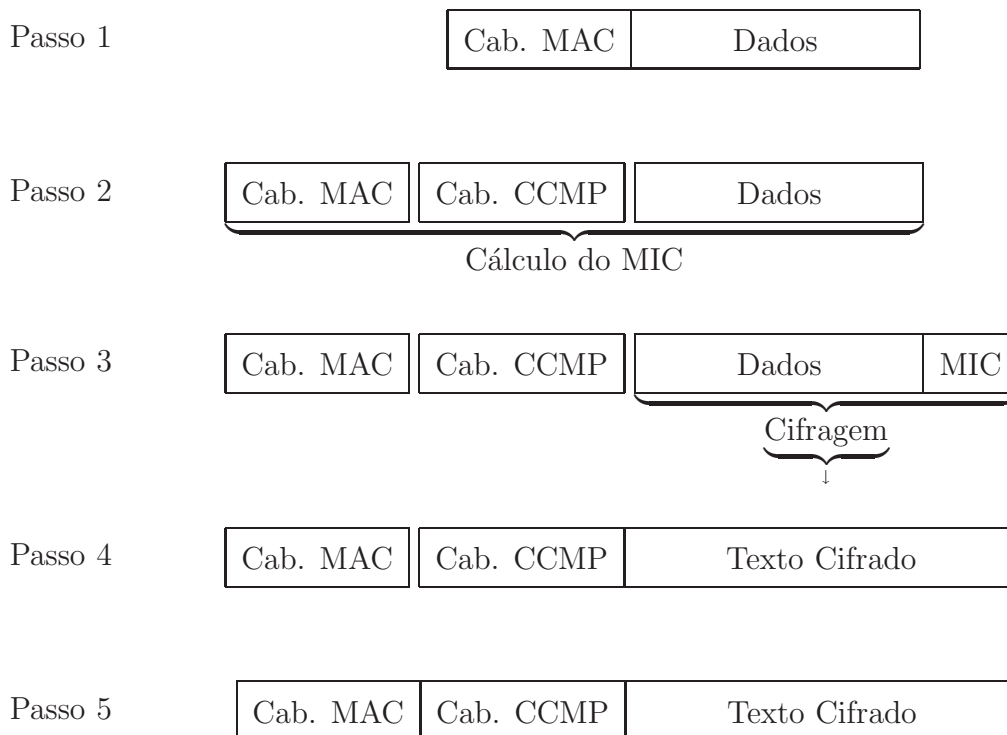 Passo 1 Cab. MAC Dados
Passo 2 Cab. MAC Cab. CCMP Dados
Cálculo do MIC
Passo 3 Cab. MAC Cab. CCMP Dados MIC
Cifragem
↓
Passo 4 Cab. MAC Cab. CCMP Texto Cifrado
Passo 5 Cab. MAC Cab. CCMP Texto Cifrado